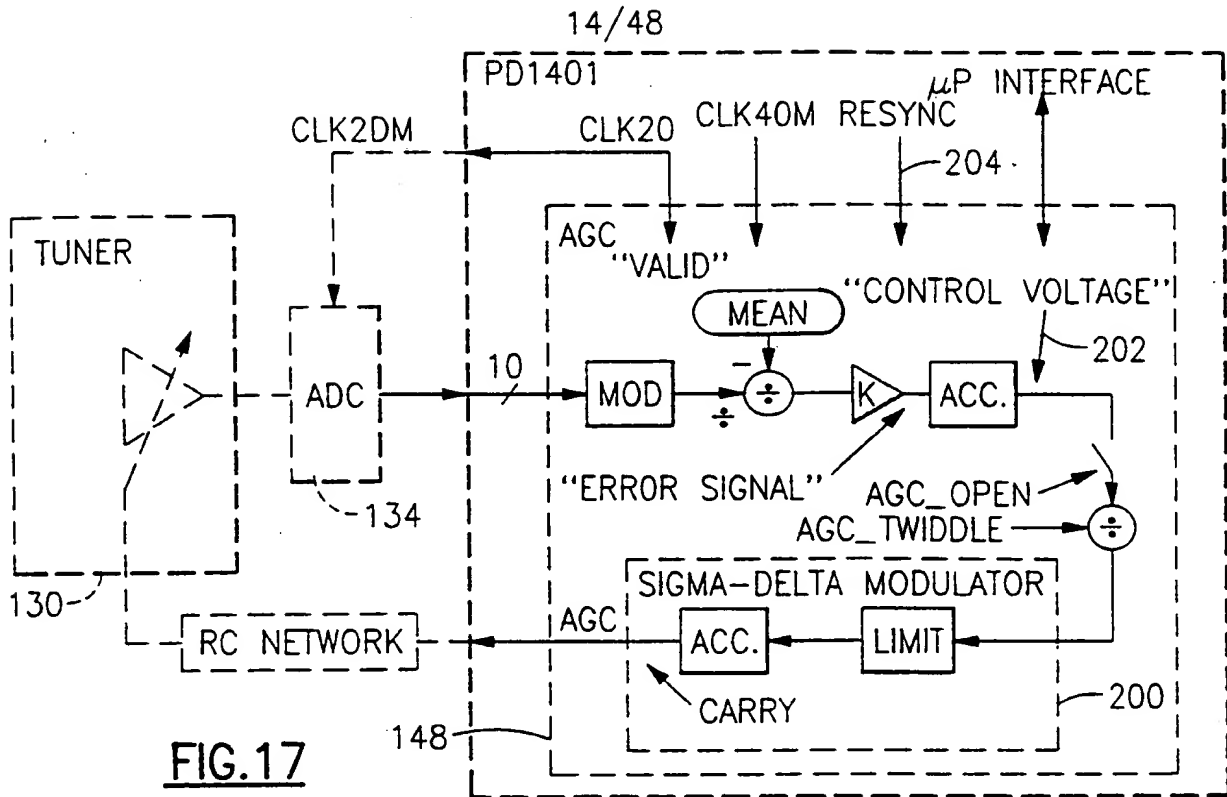 14/48
PD1401
µP INTERFACE
CLK2DM
CLK20
CLK40M RESYNC
204
TUNER
AGC
"VALID"
"CONTROL VOLTAGE"
MEAN
202
ADC
10
MOD
−
÷
÷
K
ACC.
"ERROR SIGNAL"
134
AGC_OPEN
AGC_TWIDDLE
÷
130
SIGMA-DELTA MODULATOR
RC NETWORK
AGC
ACC.
LIMIT
CARRY
200
148
FIG.17